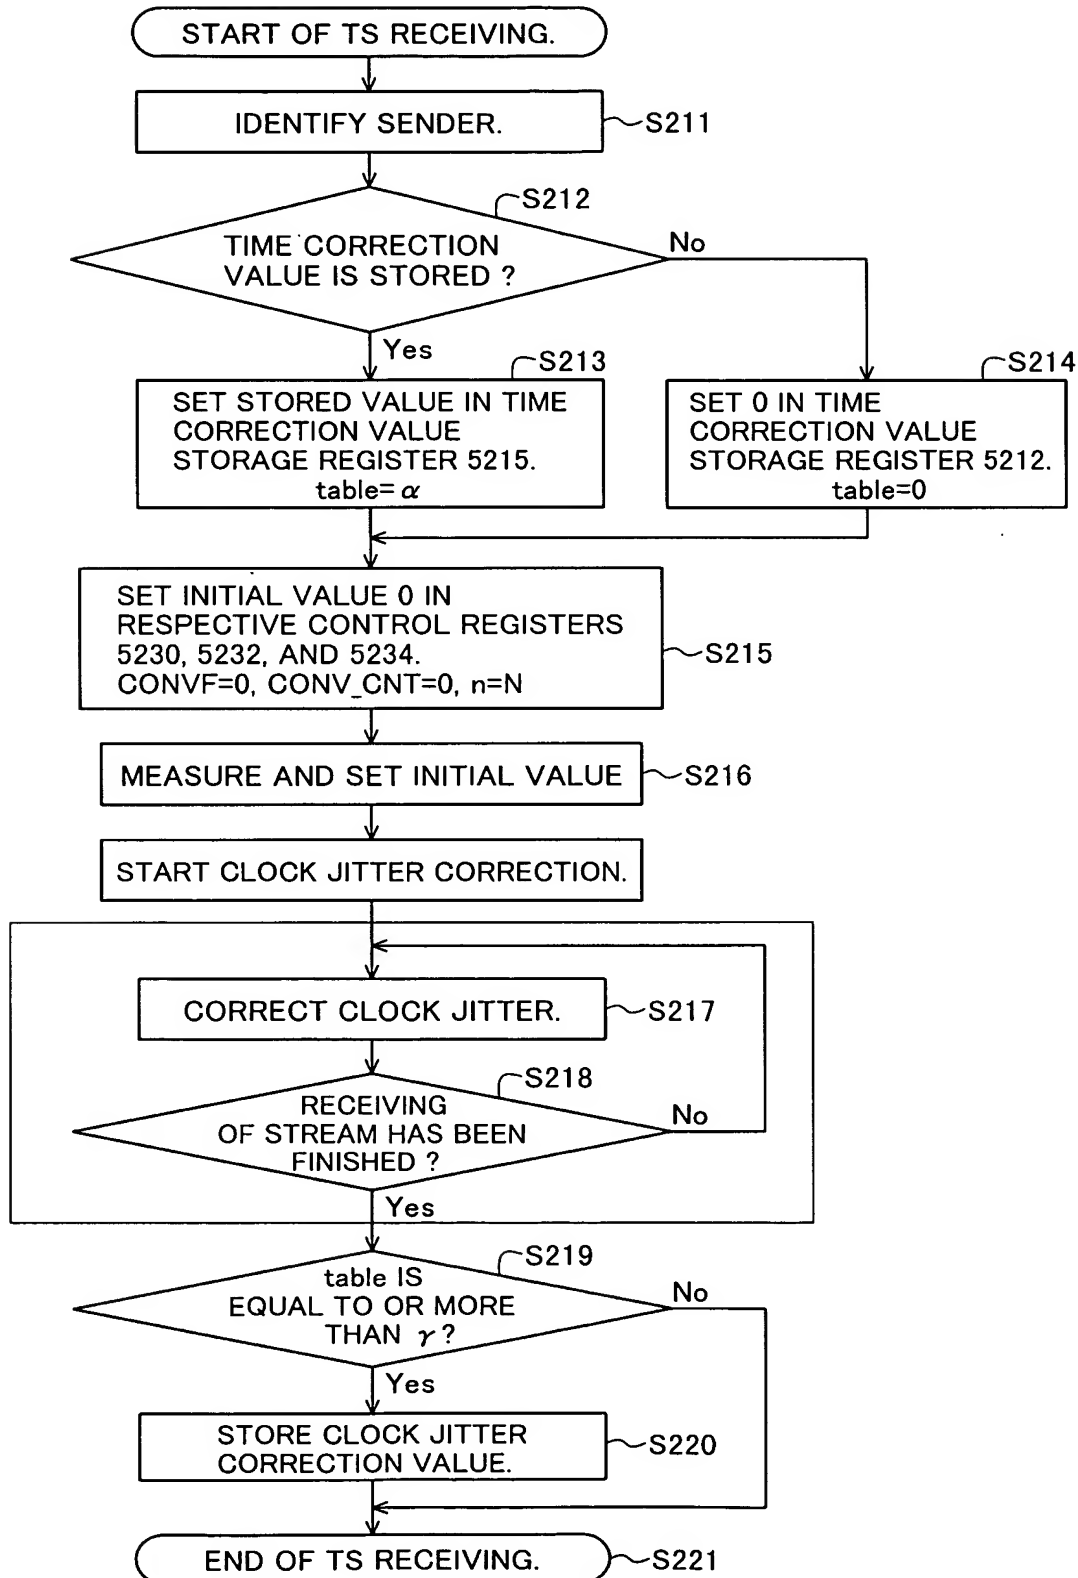 START OF TS RECEIVING.
IDENTIFY SENDER.
S211
S212
TIME CORRECTION
VALUE IS STORED ?
No
Yes
S213
SET STORED VALUE IN TIME
CORRECTION VALUE
STORAGE REGISTER 5215.
table= α
S214
SET 0 IN TIME
CORRECTION VALUE
STORAGE REGISTER 5212.
table=0
SET INITIAL VALUE 0 IN
RESPECTIVE CONTROL REGISTERS
5230, 5232, AND 5234.
CONVF=0, CONV_CNT=0, n=N
S215
MEASURE AND SET INITIAL VALUE
S216
START CLOCK JITTER CORRECTION.
CORRECT CLOCK JITTER.
S217
S218
RECEIVING
OF STREAM HAS BEEN
FINISHED ?
No
Yes
S219
table IS
EQUAL TO OR MORE
THAN γ ?
No
Yes
STORE CLOCK JITTER
CORRECTION VALUE.
S220
END OF TS RECEIVING.
S221